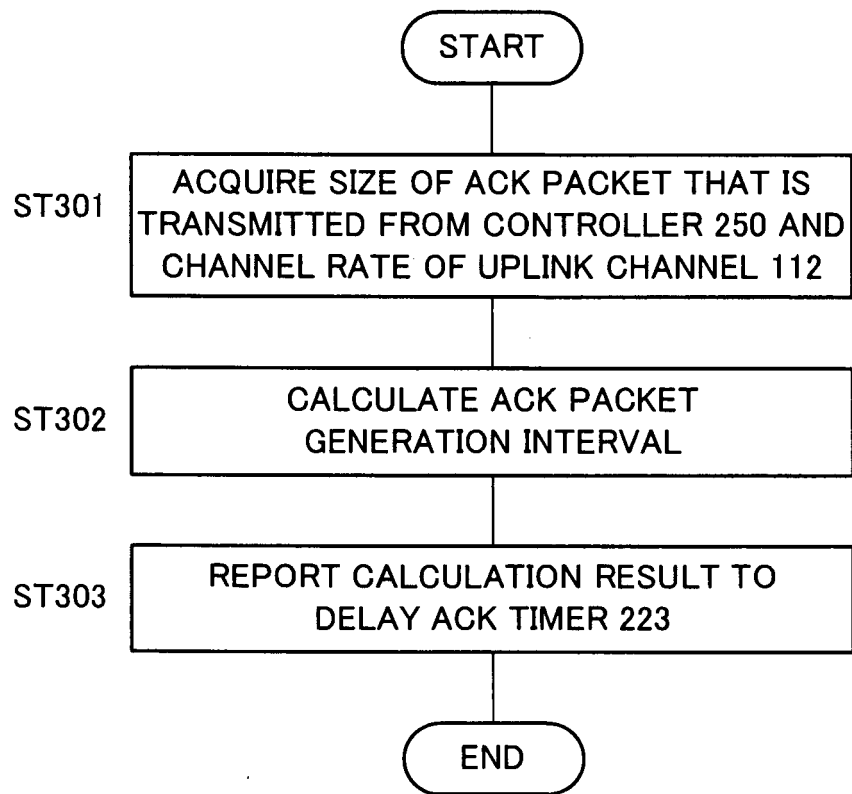 START
ST301
ACQUIRE SIZE OF ACK PACKET THAT IS
TRANSMITTED FROM CONTROLLER 250 AND
CHANNEL RATE OF UPLINK CHANNEL 112
ST302
CALCULATE ACK PACKET
GENERATION INTERVAL
ST303
REPORT CALCULATION RESULT TO
DELAY ACK TIMER 223
END